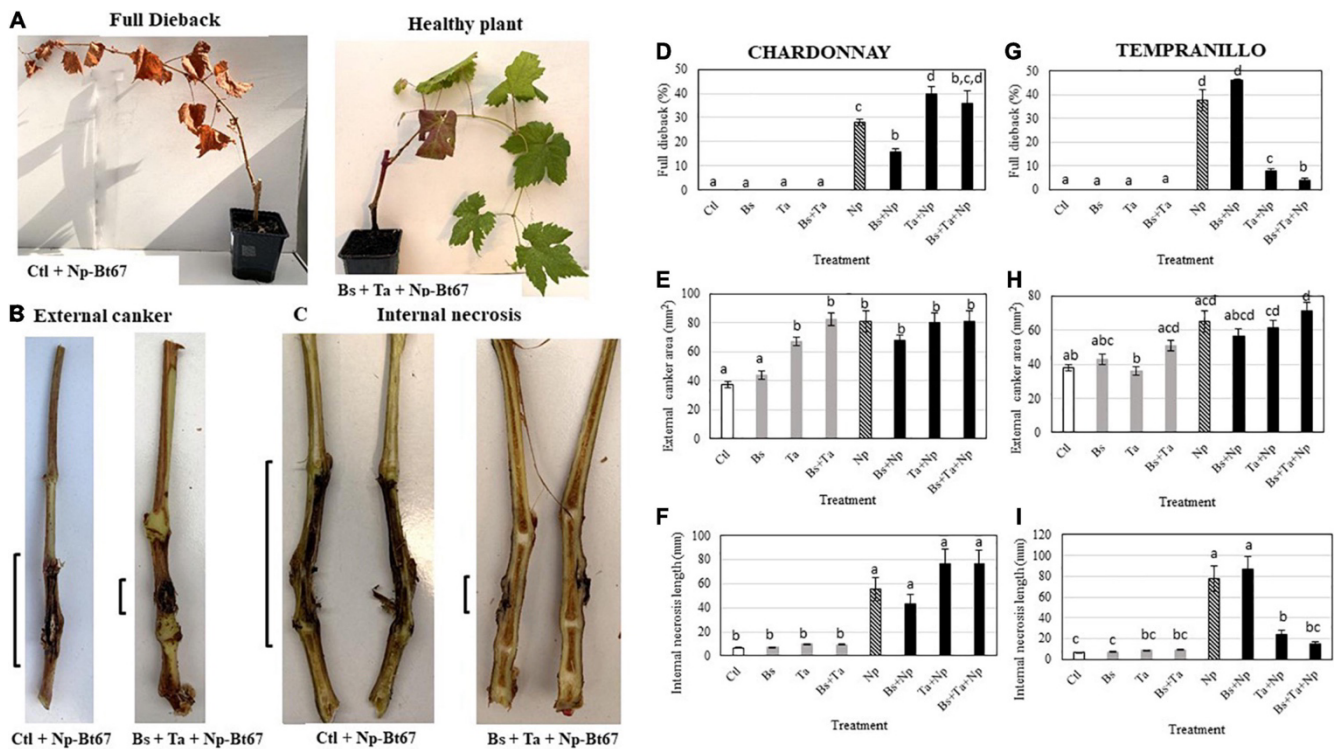 A
Full Dieback
Healthy plant
Ctl + Np-Bt67
Bs + Ta + Np-Bt67
B External canker
C Internal necrosis
Ctl + Np-Bt67
Bs + Ta + Np-Bt67
Ctl + Np-Bt67
Bs + Ta + Np-Bt67
D
CHARDONNAY
Full dieback (%)
50
40
30
20
10
0
a a a a c b d b,c,d
Ctl Bs Ta Bs+Ta Np Bs+Np Ta+Np Bs+Ta+Np
Treatment
E
External canker area (mm²)
100
80
60
40
20
0
a a b b b b b b
Ctl Bs Ta Bs+Ta Np Bs+Np Ta+Np Bs+Ta+Np
Treatment
F
Internal necrosis length (mm)
100
80
60
40
20
0
b b b b a a a a
Ctl Bs Ta Bs+Ta Np Bs+Np Ta+Np Bs+Ta+Np
Treatment
G
TEMPRANILLO
Full dieback (%)
50
40
30
20
10
0
a a a a d d c b
Ctl Bs Ta Bs+Ta Np Bs+Np Ta+Np Bs+Ta+Np
Treatment
H
External canker area (mm²)
80
60
40
20
0
ab abc b acd acd abcd cd d
Ctl Bs Ta Bs+Ta Np Bs+Np Ta+Np Bs+Ta+Np
Treatment
I
Internal necrosis length (mm)
120
100
80
60
40
20
0
c c bc bc a a b bc
Ctl Bs Ta Bs+Ta Np Bs+Np Ta+Np Bs+Ta+Np
Treatment